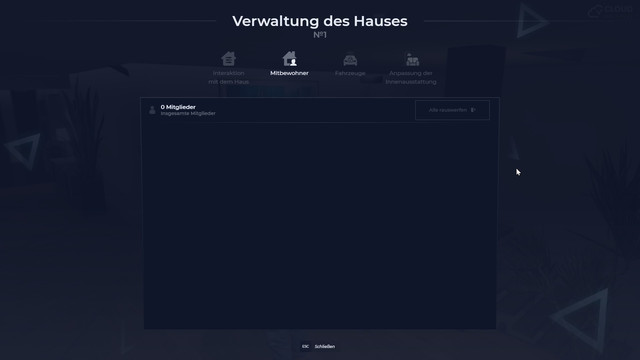 Verwaltung des Hauses
№1
Interaktion
mit dem Haus
Mitbewohner
Fahrzeuge
Anpassung der
Innenausstattung
0 Mitglieder
Insgesamte Mitglieder
Alle rauswerfen
ESC Schließen